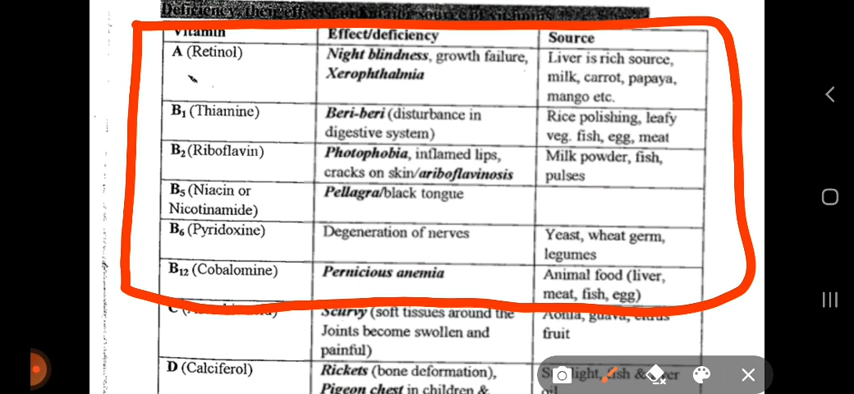 Deficiency, their
Vitamin Effect/deficiency Source
A (Retinol) Night blindness, growth failure, Xerophthalmia Liver is rich source, milk, carrot, papaya, mango etc.
B1 (Thiamine) Beri-beri (disturbance in digestive system) Rice polishing, leafy veg. fish, egg, meat
B2 (Riboflavin) Photophobia, inflamed lips, cracks on skin/ariboflavinosis Milk powder, fish, pulses
B5 (Niacin or Nicotinamide) Pellagra/black tongue
B6 (Pyridoxine) Degeneration of nerves Yeast, wheat germ, legumes
B12 (Cobalomine) Pernicious anemia Animal food (liver, meat, fish, egg)
C Scurvy (soft tissues around the Joints become swollen and painful) Aonla, guava, citrus fruit
D (Calciferol) Rickets (bone deformation), Pigeon chest in children & light, fish &